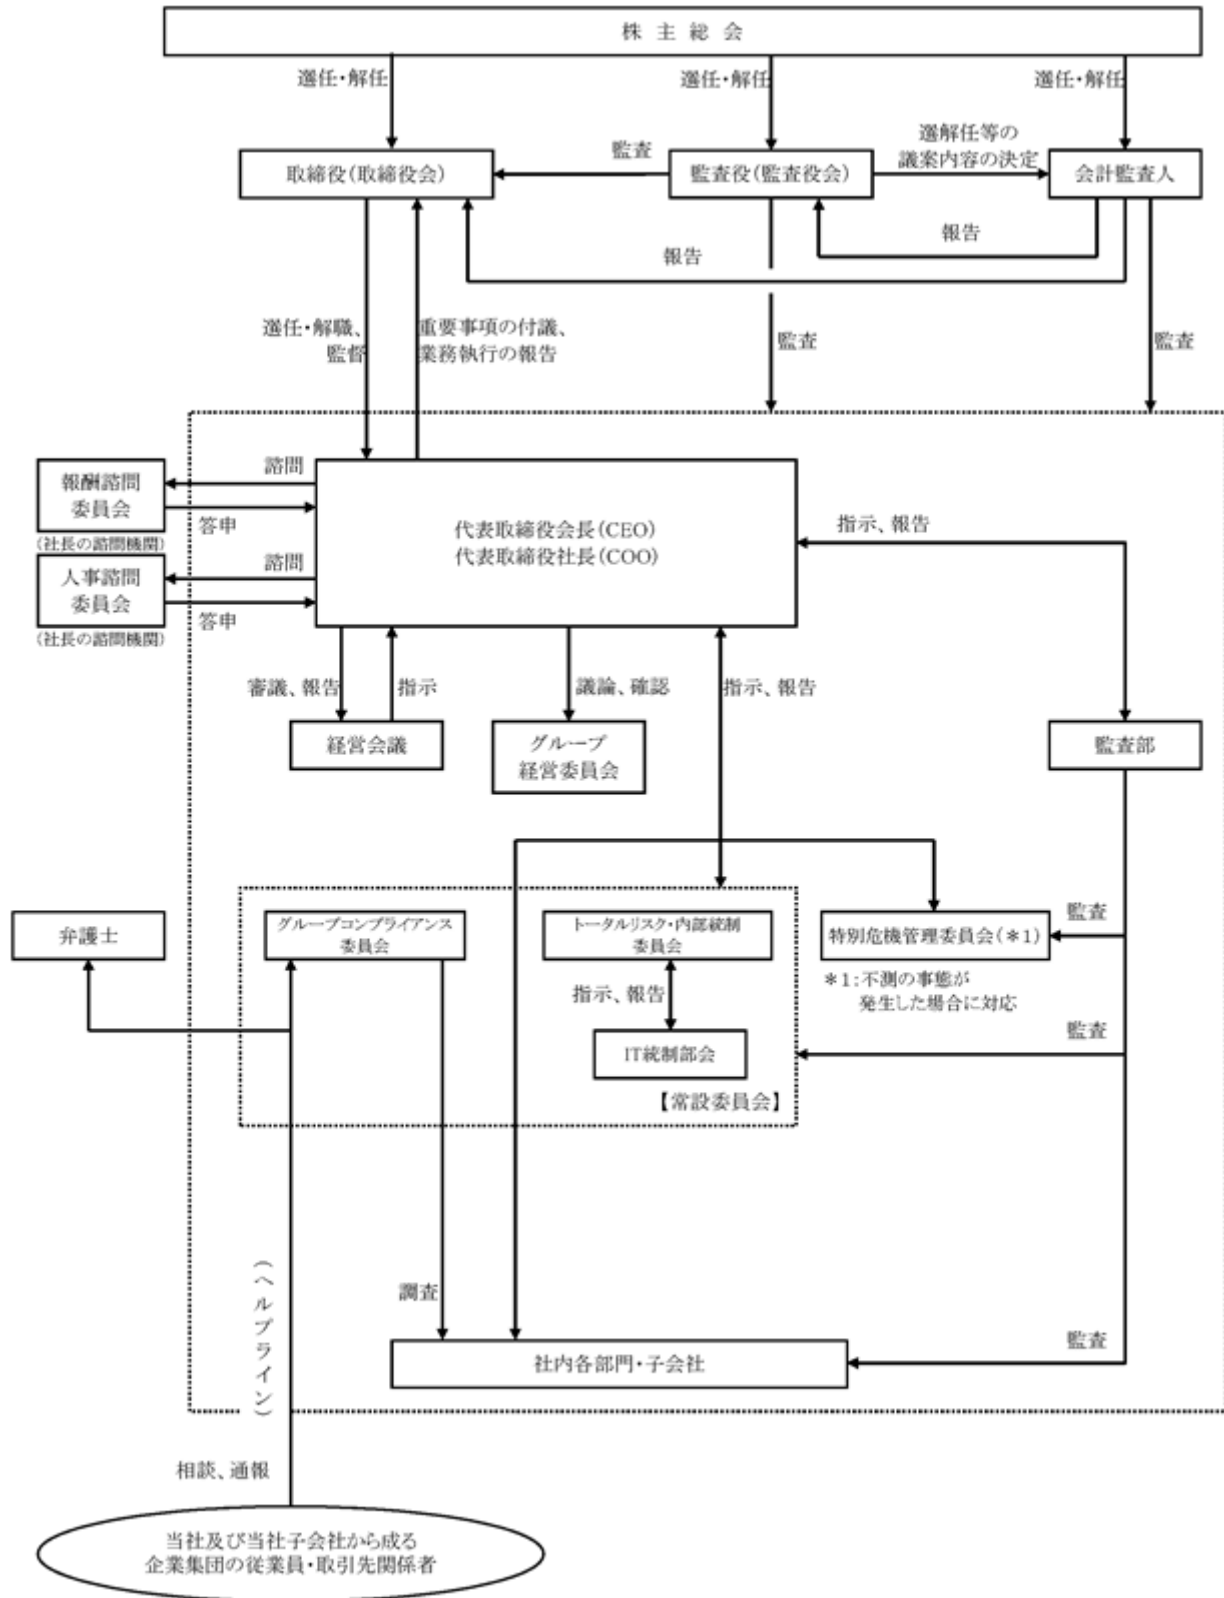 株主総会
選任・解任
選任・解任
選任・解任
監査
選解任等の
議案内容の決定
取締役(取締役会)
監査役(監査役会)
会計監査人
報告
報告
選任・解職、
監督
重要事項の付議、
業務執行の報告
監査
監査
報酬諮問
委員会
(社長の諮問機関)
諮問
答申
人事諮問
委員会
(社長の諮問機関)
諮問
答申
代表取締役会長(CEO)
代表取締役社長(COO)
指示、報告
審議、報告
指示
議論、確認
指示、報告
経営会議
グループ
経営委員会
監査部
弁護士
グループコンプライアンス
委員会
トータルリスク・内部統制
委員会
特別危機管理委員会(*1)
監査
*1:不測の事態が
発生した場合に対応
指示、報告
IT統制部会
監査
【常設委員会】
(ヘルプライン)
調査
監査
社内各部門・子会社
相談、通報
当社及び当社子会社から成る
企業集団の従業員・取引先関係者